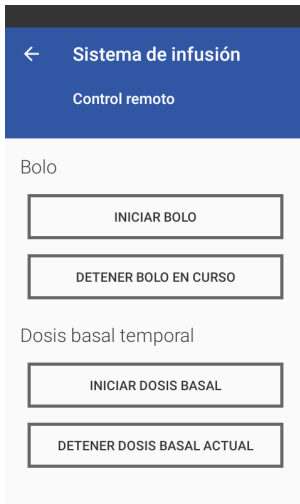 Sistema de infusión
Control remoto
Bolo
INICIAR BOLO
DETENER BOLO EN CURSO
Dosis basal temporal
INICIAR DOSIS BASAL
DETENER DOSIS BASAL ACTUAL